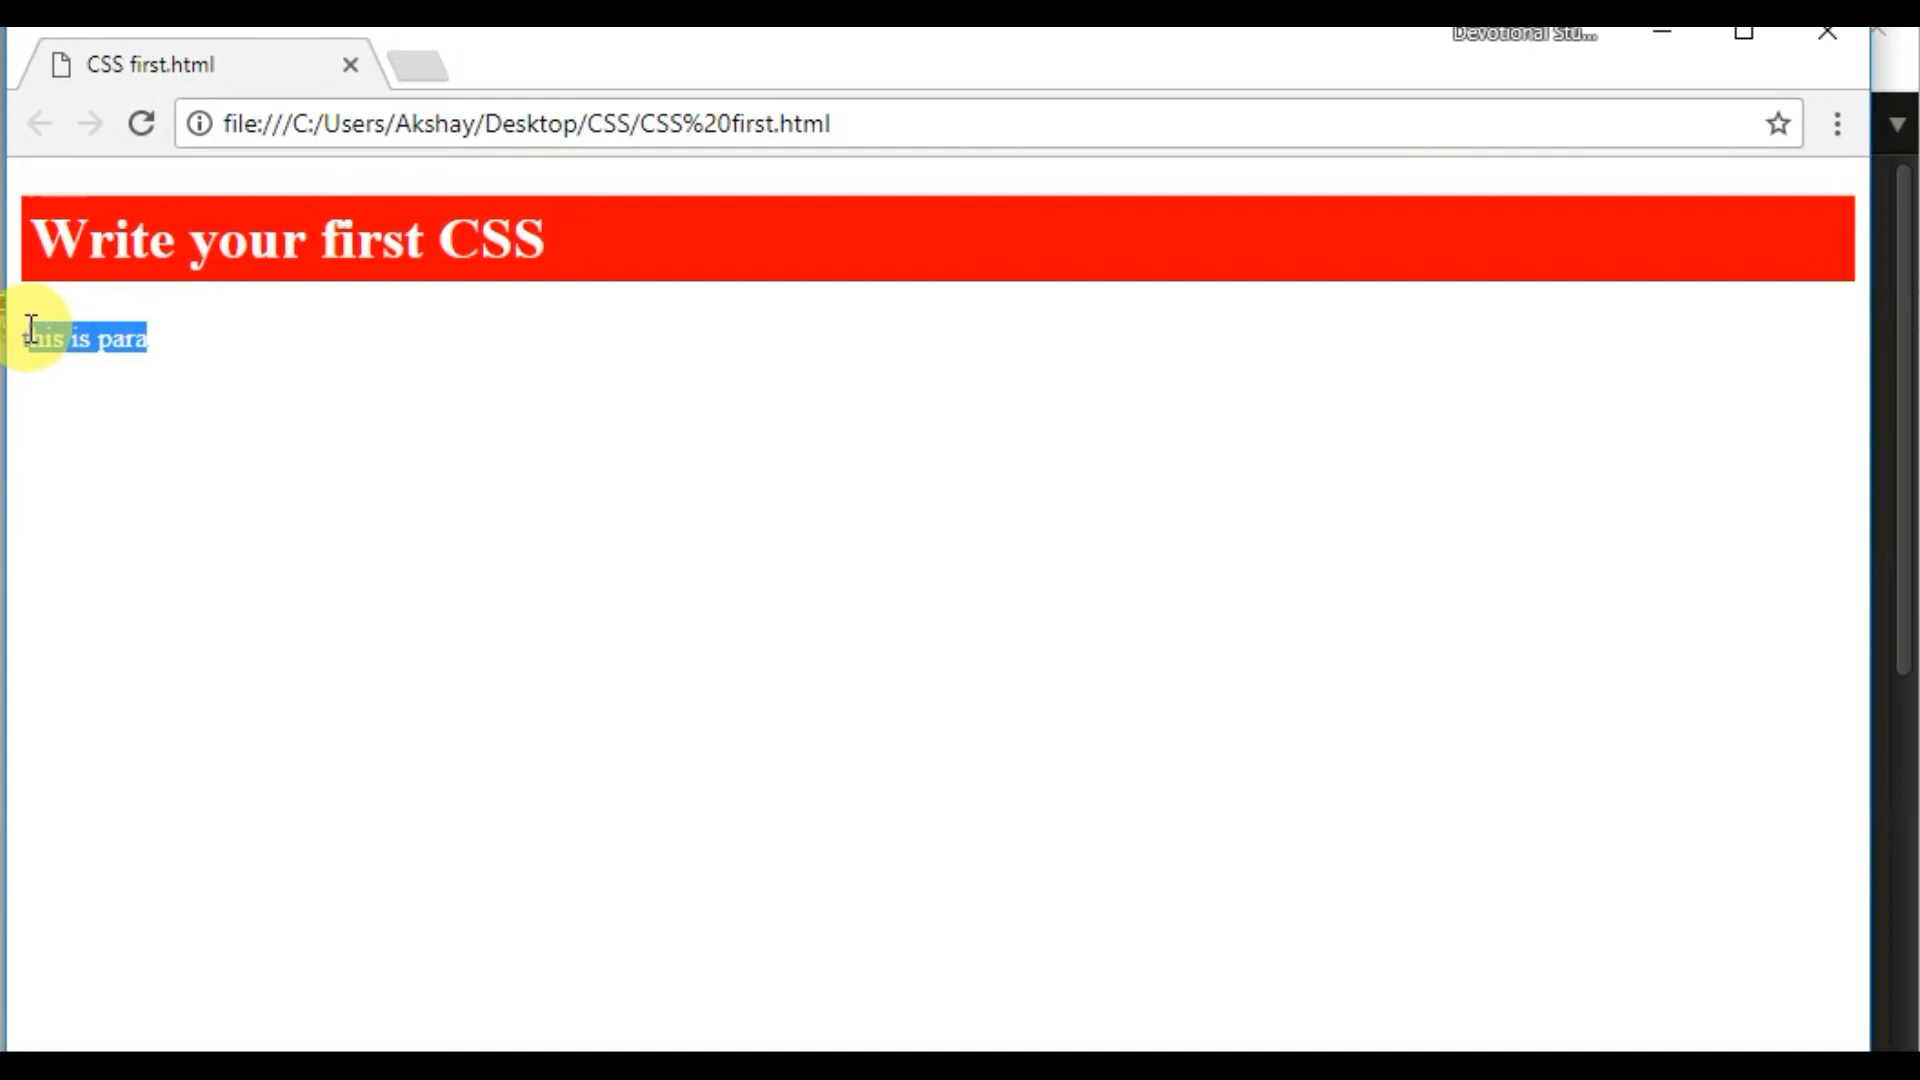 Devotional Stu...
CSS first.html
file:///C:/Users/Akshay/Desktop/CSS/CSS%20first.html
Write your first CSS
this is para